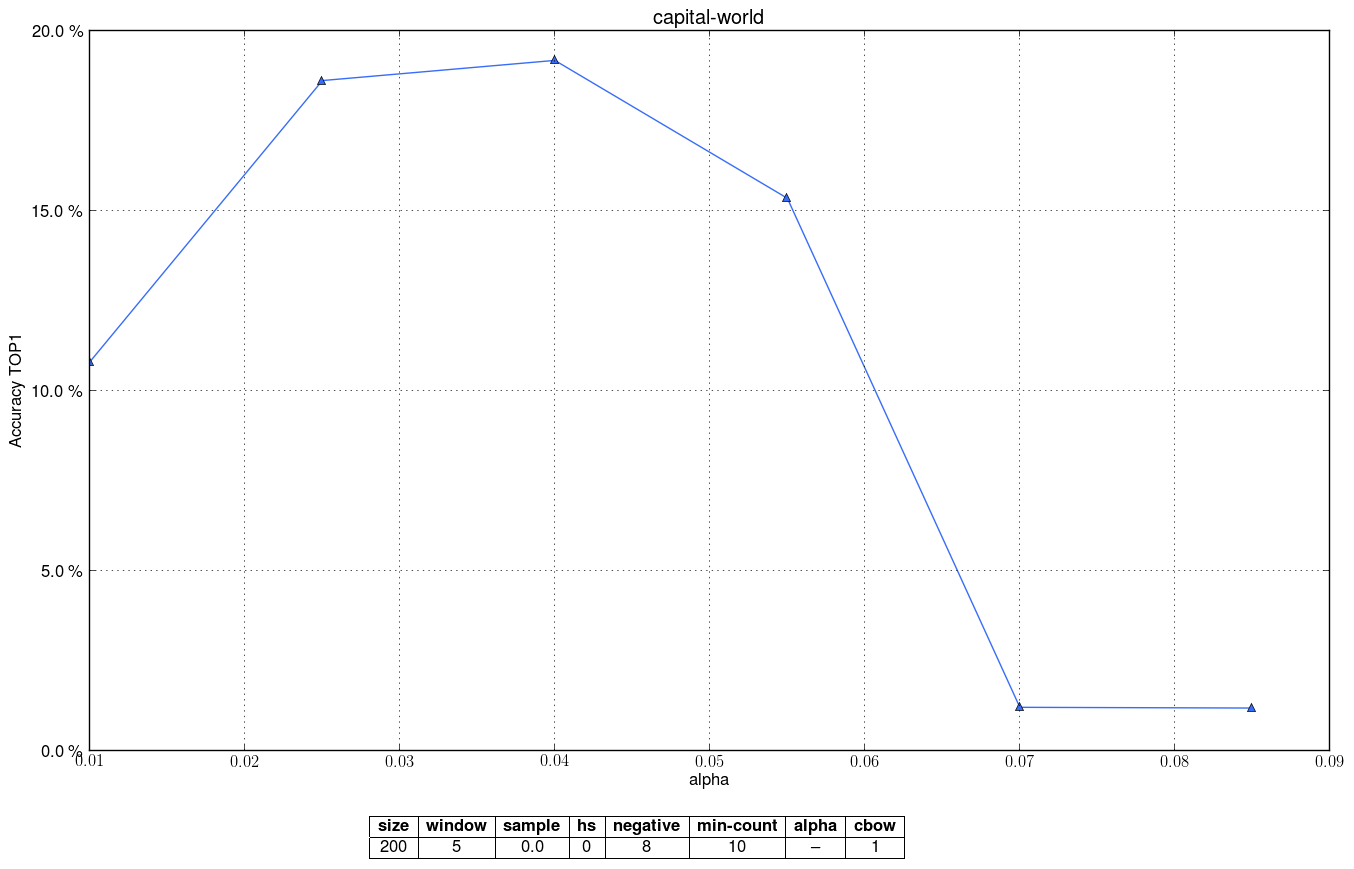 capital-world
20.0 %
15.0 %
10.0 %
5.0 %
0.0 %
Accuracy TOP1
0.01 0.02 0.03 0.04 0.05 0.06 0.07 0.08 0.09
alpha
size window sample hs negative min-count alpha cbow
200 5 0.0 0 8 10 – 1